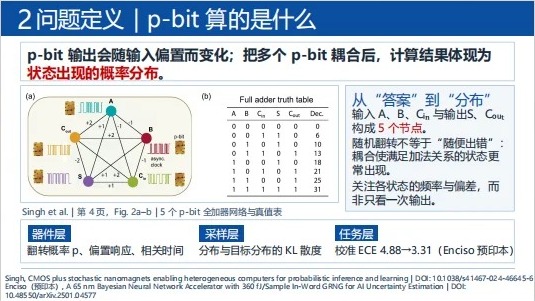 2 问题定义 | p-bit 算的是什么
p-bit 输出会随输入偏置而变化；把多个 p-bit 耦合后，计算结果体现为
状态出现的概率分布。
(a)
A
B
Cin
S
Cout
+2
-1
+2
+1
-2
-2
+1
-1
p-bit
async.
clock
(b)
Full adder truth table
A B Cin S Cout Dec.
0 0 0 0 0 0
0 0 1 1 0 6
0 1 0 1 0 10
0 1 1 0 1 13
1 0 0 1 0 18
1 0 1 0 1 21
1 1 0 0 1 25
1 1 1 1 1 31
Singh et al. | 第 4 页，Fig. 2a–b | 5 个 p-bit 全加器网络与真值表
从“答案”到“分布”
输入 A、B、Cin 与输出S、Cout
构成 5 个节点。
随机翻转不等于“随便出错”：
耦合使满足加法关系的状态更
常出现。
关注各状态的频率与偏差，而
非只看一次输出。
器件层
翻转概率 p、偏置响应、相关时间
采样层
分布与目标分布的 KL 散度
任务层
校准 ECE 4.88→3.31（Enciso 预印本）
Singh, CMOS plus stochastic nanomagnets enabling heterogeneous computers for probabilistic inference and learning | DOI: 10.1038/s41467-024-46645-6
Enciso（预印本）, A 65 nm Bayesian Neural Network Accelerator with 360 fJ/Sample In-Word GRNG for AI Uncertainty Estimation | DOI:
10.48550/arXiv.2501.04577